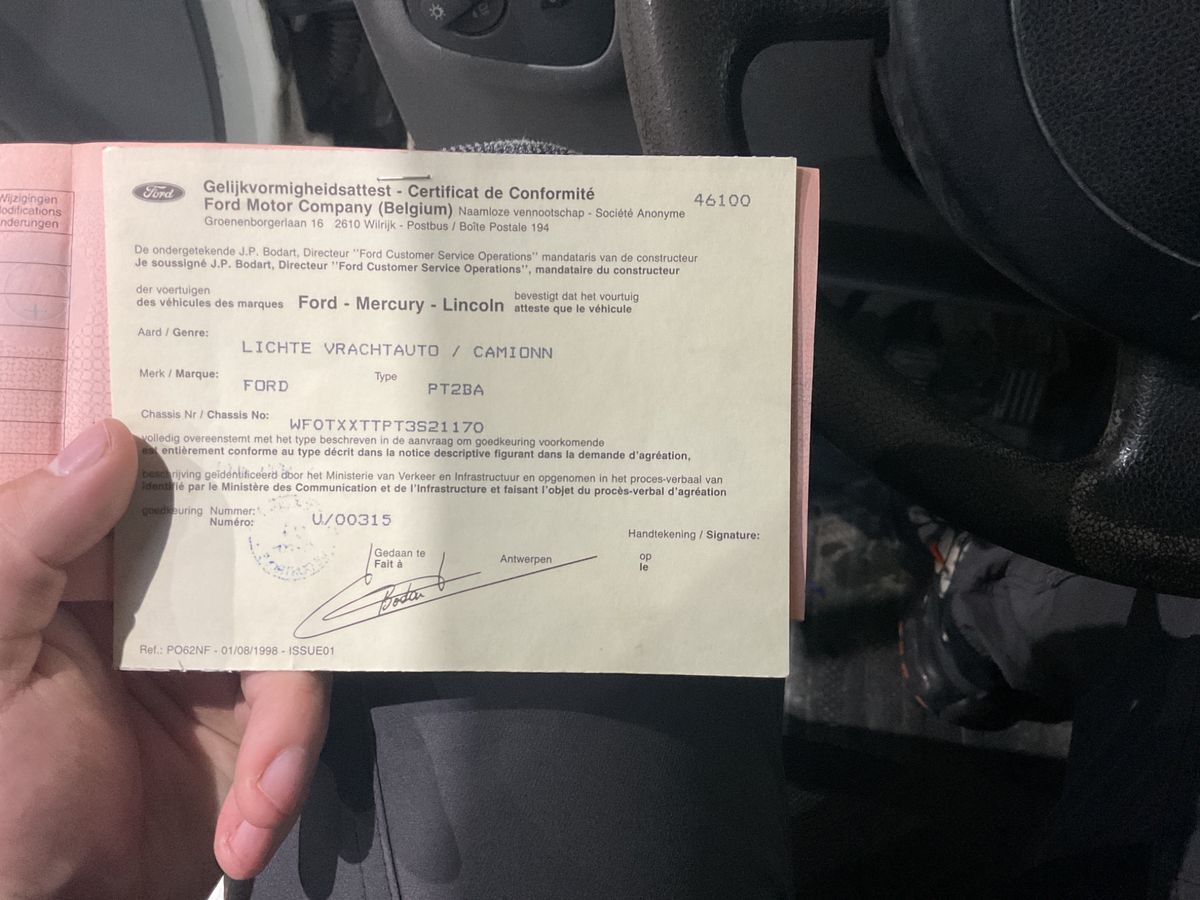 Wijzigingen
Modifications
Änderungen
Ford
Gelijkvormigheidsattest - Certificat de Conformité
46100
Ford Motor Company (Belgium) Naamloze vennootschap - Société Anonyme
Groenenborgerlaan 16 2610 Wilrijk - Postbus / Boîte Postale 194
De ondergetekende J.P. Bodart, Directeur "Ford Customer Service Operations" mandataris van de constructeur
Je soussigné J.P. Bodart, Directeur "Ford Customer Service Operations", mandataire du constructeur
der voertuigen
des véhicules des marques
Ford - Mercury - Lincoln
bevestigt dat het vourtuig
atteste que le véhicule
Aard / Genre:
LICHTE VRACHTAUTO / CAMIONN
Merk / Marque:
FORD
Type
PT2BA
Chassis Nr / Chassis No:
WF0TXXTTPT3S21170
volledig overeenstemt met het type beschreven in de aanvraag om goedkeuring voorkomende
est entièrement conforme au type décrit dans la notice descriptive figurant dans la demande d'agréation,
beschrijving geïdentificeerd door het Ministerie van Verkeer en Infrastructuur en opgenomen in het proces-verbaal van
identifié par le Ministère des Communication et de l'Infrastructure et faisant l'objet du procès-verbal d'agréation
goedkeuring Nummer:
Numéro:
U/00315
Handtekening / Signature:
Gedaan te
Fait à
Antwerpen
op
le
Ref.: PO62NF - 01/08/1998 - ISSUE01